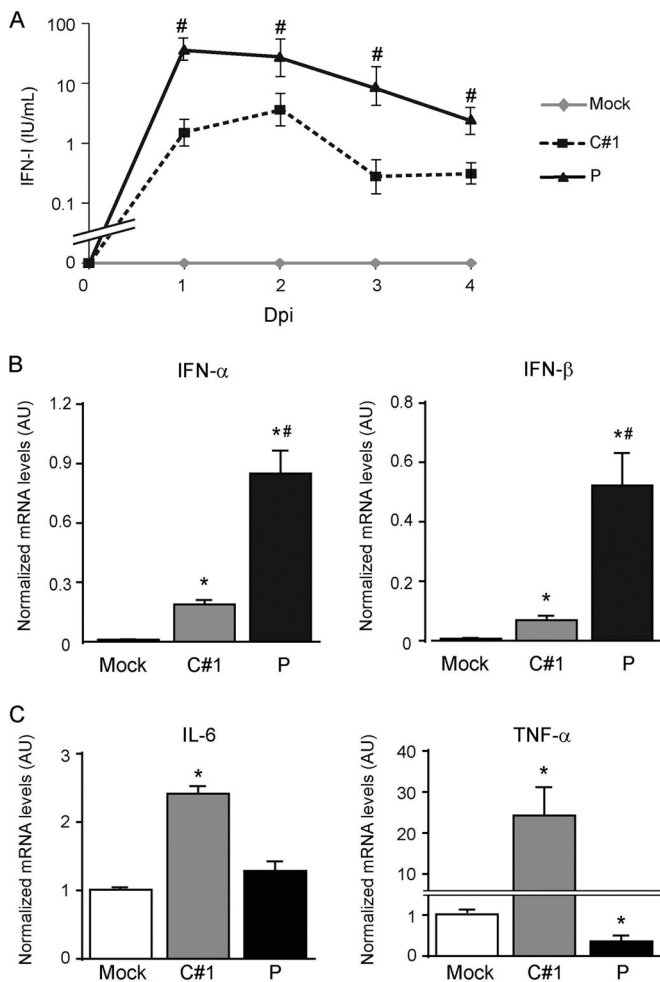 A
IFN-I (IU/mL)
100
10
1
0.1
0
# # # #
0 1 2 3 4
Dpi
Mock
C#1
P
B
IFN-α
Normalized mRNA levels (AU)
1.2
0.9
0.6
0.3
0
*
*#
Mock C#1 P
IFN-β
Normalized mRNA levels (AU)
0.8
0.6
0.4
0.2
0
*
*#
Mock C#1 P
C
IL-6
Normalized mRNA levels (AU)
3
2
1
0
*
Mock C#1 P
TNF-α
Normalized mRNA levels (AU)
40
30
20
10
1
0
*
*
Mock C#1 P